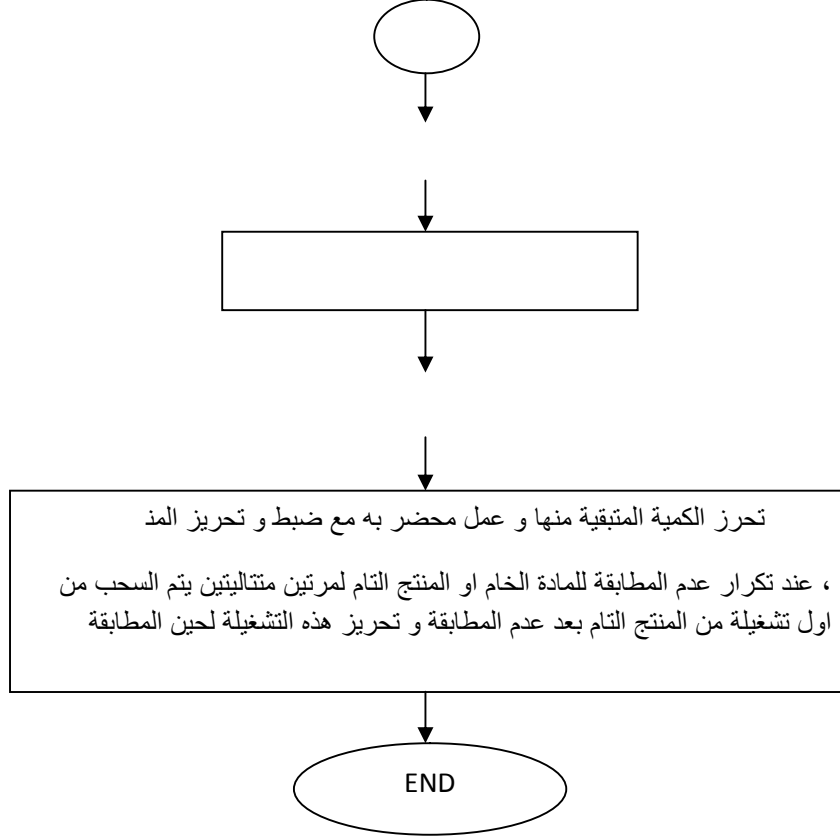 تحرز الكمية المتبقية منها و عمل محضر به مع ضبط و تحريز
، عند تكرار عدم المطابقة للمادة الخام او المنتج التام لمرتين متتاليتين يتم السحب من
اول تشغيلة من المنتج التام بعد عدم المطابقة و تحريز هذه التشغيلة لحين المطابقة
END